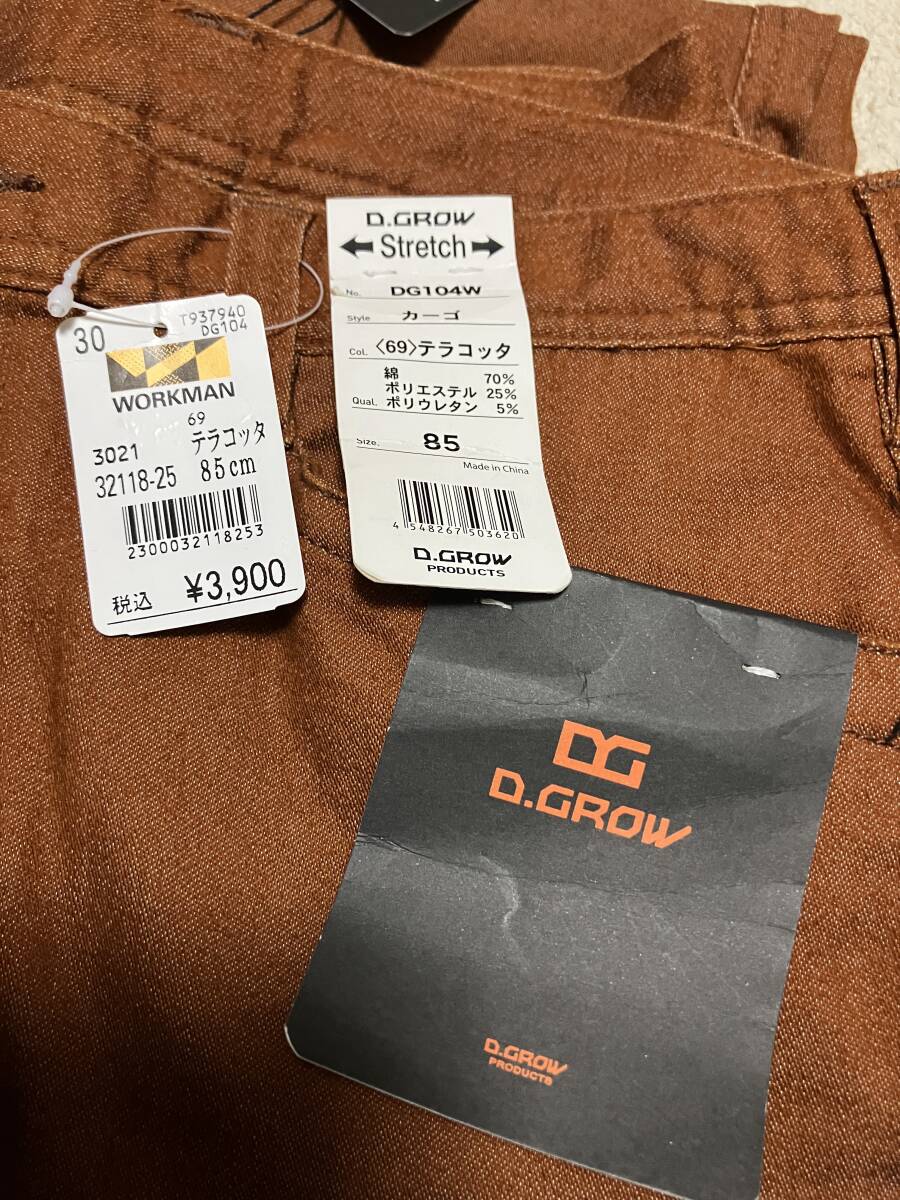 30
T937940
DG104
WORKMAN
69
3021 テラコッタ
32118-25 85cm
2300032118253
税込 ¥3,900
D.GROW
Stretch
No. DG104W
Style カーゴ
Col. 〈69〉テラコッタ
綿 70%
ポリエステル 25%
Qual. ポリウレタン 5%
Size. 85
Made in China
4 548267 503620
D.GROW
PRODUCTS
DG
D.GROW
D.GROW
PRODUCTS